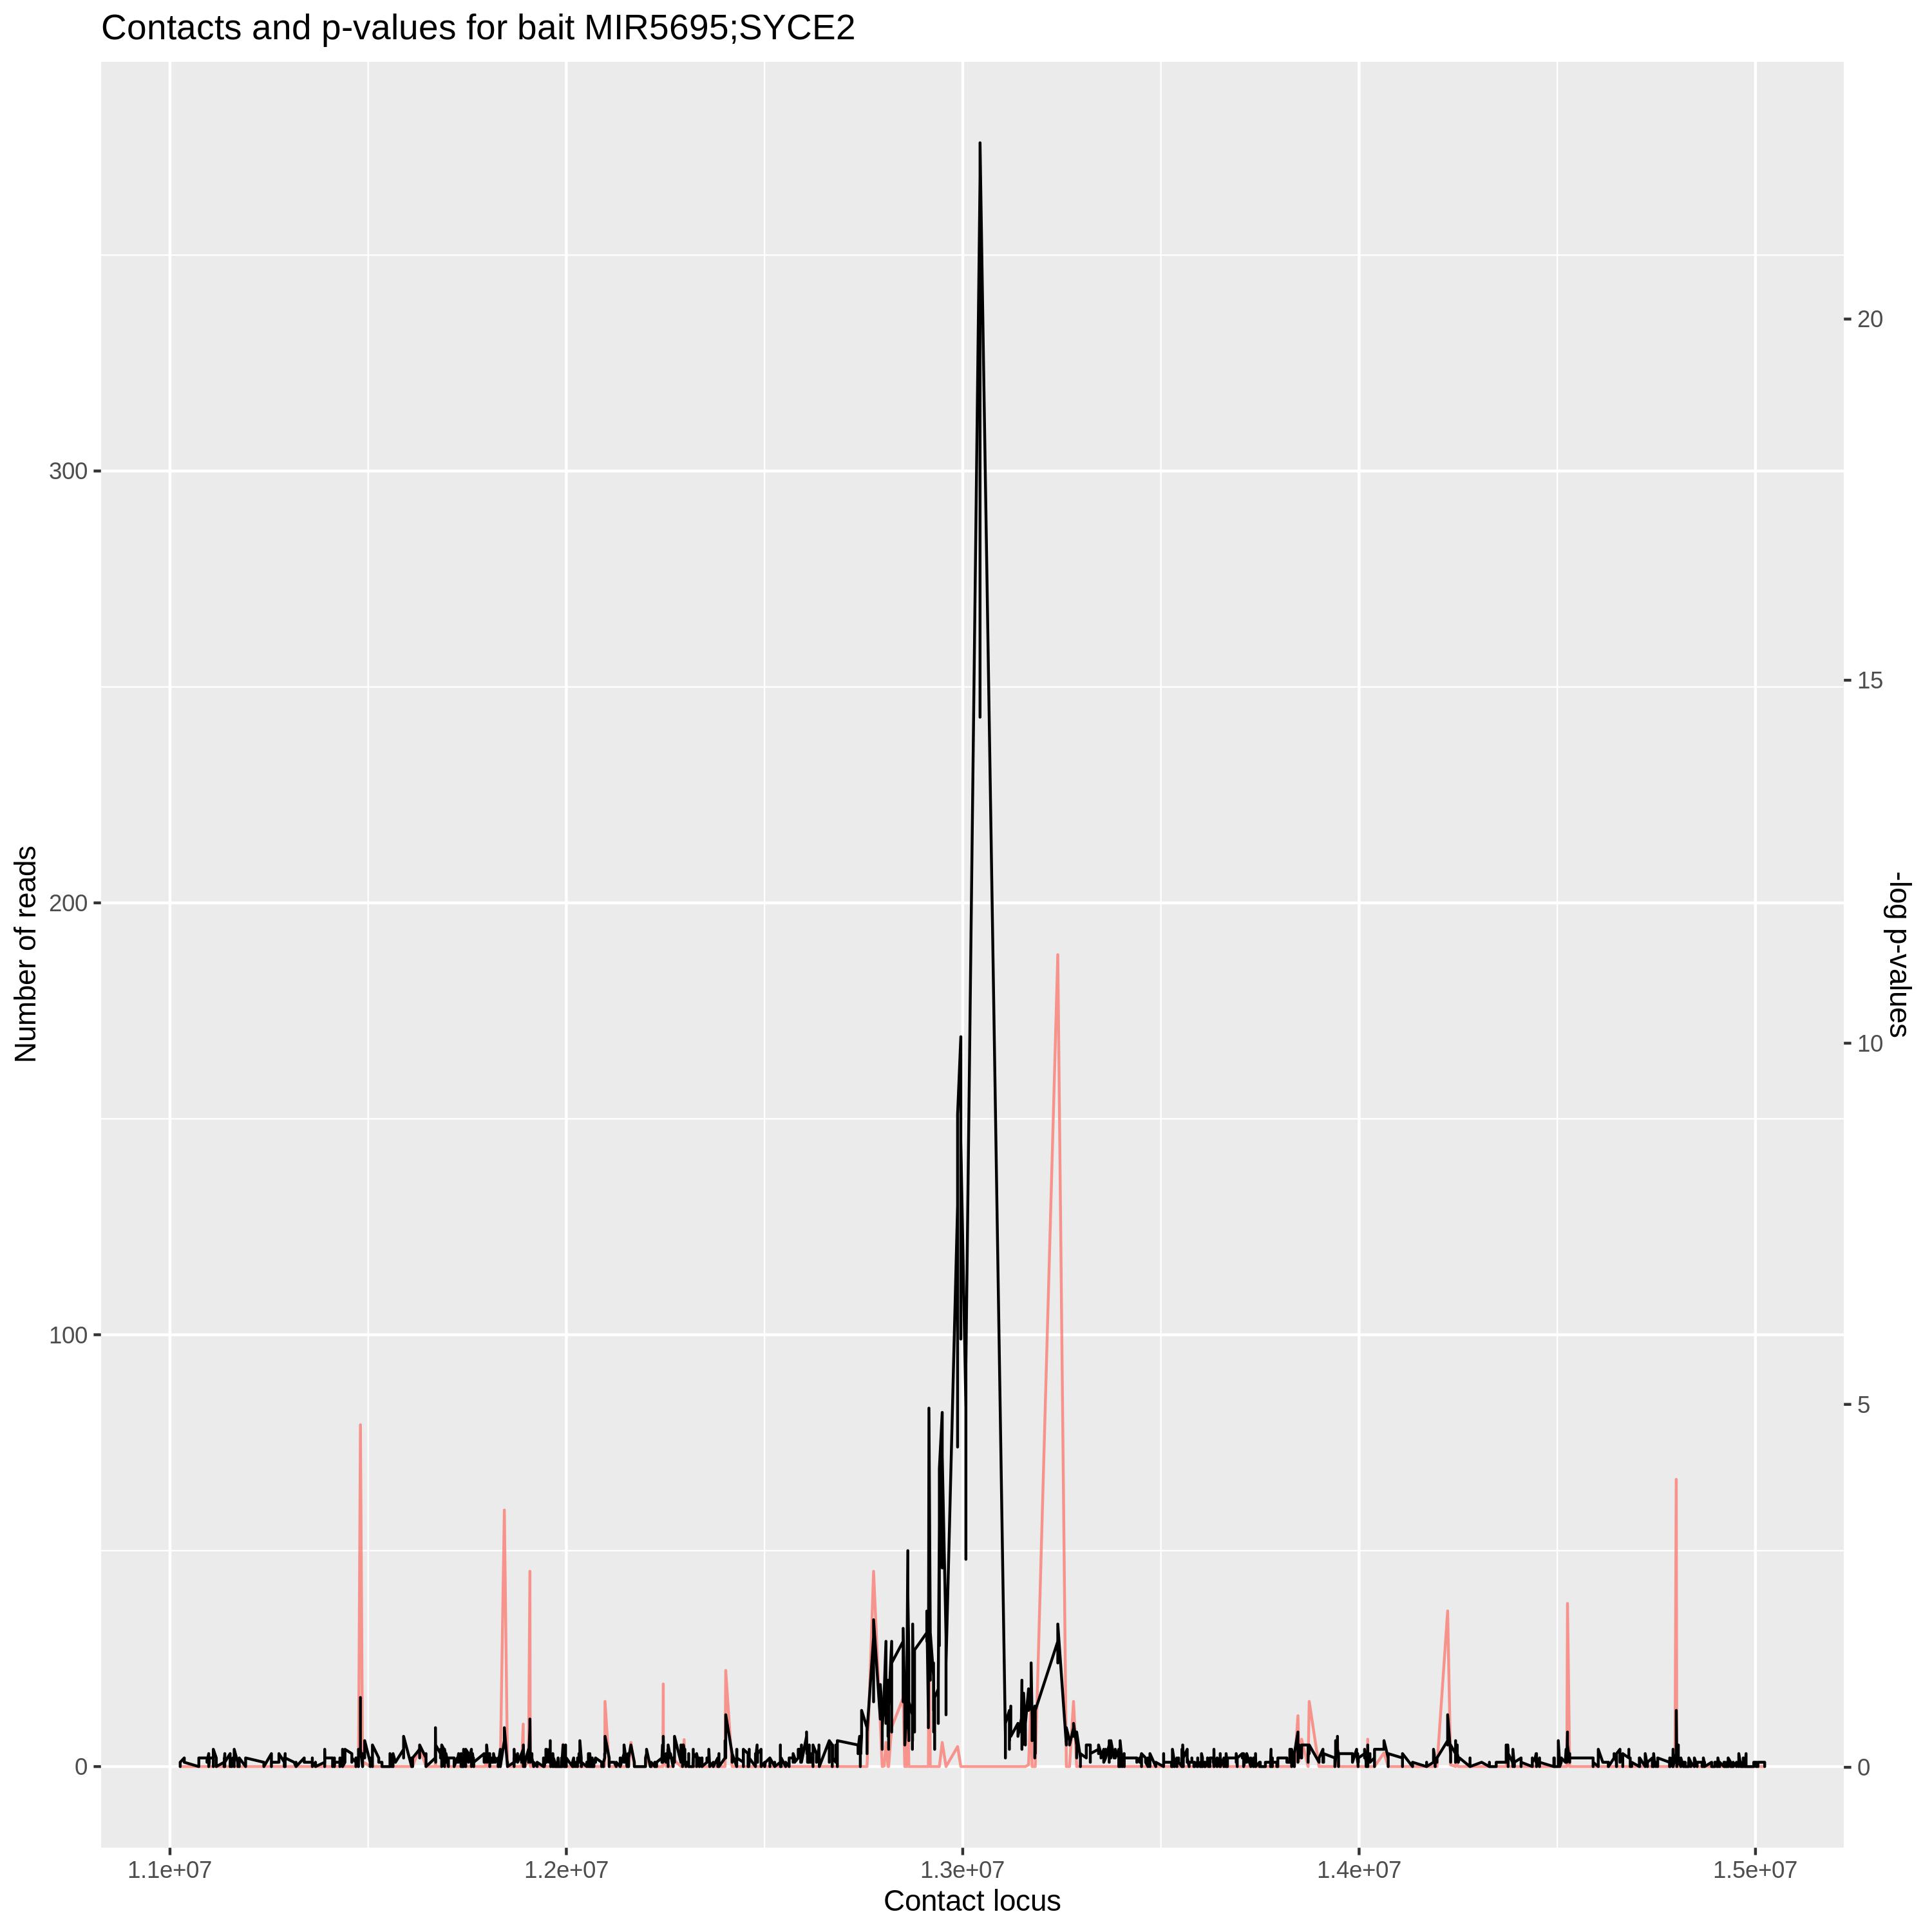 Contacts and p-values for bait MIR5695;SYCE2
Number of reads
300
200
100
0
20
15
10
5
0
-log p-values
1.1e+07 1.2e+07 1.3e+07 1.4e+07 1.5e+07
Contact locus